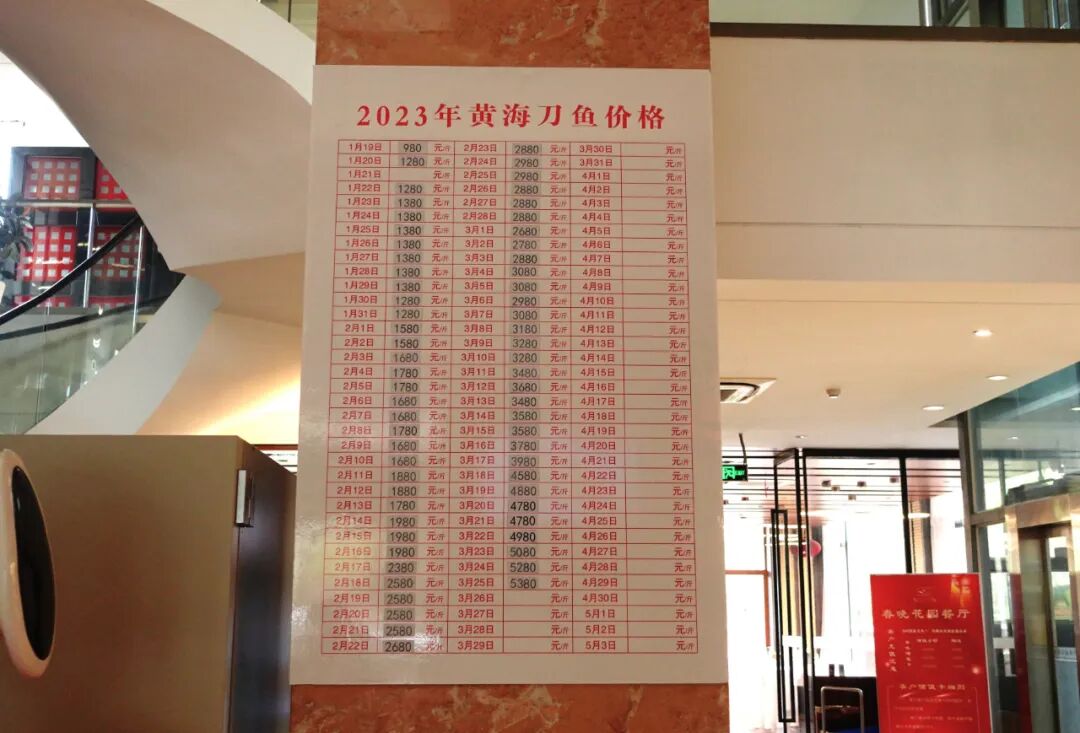 2023年黄海刀鱼价格
1月19日 980 元/斤 2月23日 2880 元/斤 3月30日 元/斤
1月20日 1280 元/斤 2月24日 2980 元/斤 3月31日 元/斤
1月21日 元/斤 2月25日 2980 元/斤 4月1日 元/斤
1月22日 1280 元/斤 2月26日 2880 元/斤 4月2日 元/斤
1月23日 1380 元/斤 2月27日 2880 元/斤 4月3日 元/斤
1月24日 1380 元/斤 2月28日 2880 元/斤 4月4日 元/斤
1月25日 1380 元/斤 3月1日 2680 元/斤 4月5日 元/斤
1月26日 1380 元/斤 3月2日 2780 元/斤 4月6日 元/斤
1月27日 1380 元/斤 3月3日 2880 元/斤 4月7日 元/斤
1月28日 1380 元/斤 3月4日 3080 元/斤 4月8日 元/斤
1月29日 1380 元/斤 3月5日 3080 元/斤 4月9日 元/斤
1月30日 1280 元/斤 3月6日 2980 元/斤 4月10日 元/斤
1月31日 1280 元/斤 3月7日 3080 元/斤 4月11日 元/斤
2月1日 1580 元/斤 3月8日 3180 元/斤 4月12日 元/斤
2月2日 1580 元/斤 3月9日 3280 元/斤 4月13日 元/斤
2月3日 1680 元/斤 3月10日 3280 元/斤 4月14日 元/斤
2月4日 1780 元/斤 3月11日 3480 元/斤 4月15日 元/斤
2月5日 1780 元/斤 3月12日 3680 元/斤 4月16日 元/斤
2月6日 1680 元/斤 3月13日 3480 元/斤 4月17日 元/斤
2月7日 1680 元/斤 3月14日 3580 元/斤 4月18日 元/斤
2月8日 1780 元/斤 3月15日 3580 元/斤 4月19日 元/斤
2月9日 1680 元/斤 3月16日 3780 元/斤 4月20日 元/斤
2月10日 1680 元/斤 3月17日 3980 元/斤 4月21日 元/斤
2月11日 1880 元/斤 3月18日 4580 元/斤 4月22日 元/斤
2月12日 1880 元/斤 3月19日 4880 元/斤 4月23日 元/斤
2月13日 1780 元/斤 3月20日 4780 元/斤 4月24日 元/斤
2月14日 1980 元/斤 3月21日 4780 元/斤 4月25日 元/斤
2月15日 1980 元/斤 3月22日 4980 元/斤 4月26日 元/斤
2月16日 1980 元/斤 3月23日 5080 元/斤 4月27日 元/斤
2月17日 2380 元/斤 3月24日 5280 元/斤 4月28日 元/斤
2月18日 2580 元/斤 3月25日 5380 元/斤 4月29日 元/斤
2月19日 2580 元/斤 3月26日 元/斤 4月30日 元/斤
2月20日 2580 元/斤 3月27日 元/斤 5月1日 元/斤
2月21日 2580 元/斤 3月28日 元/斤 5月2日 元/斤
2月22日 2680 元/斤 3月29日 元/斤 5月3日 元/斤
春晚花园餐厅